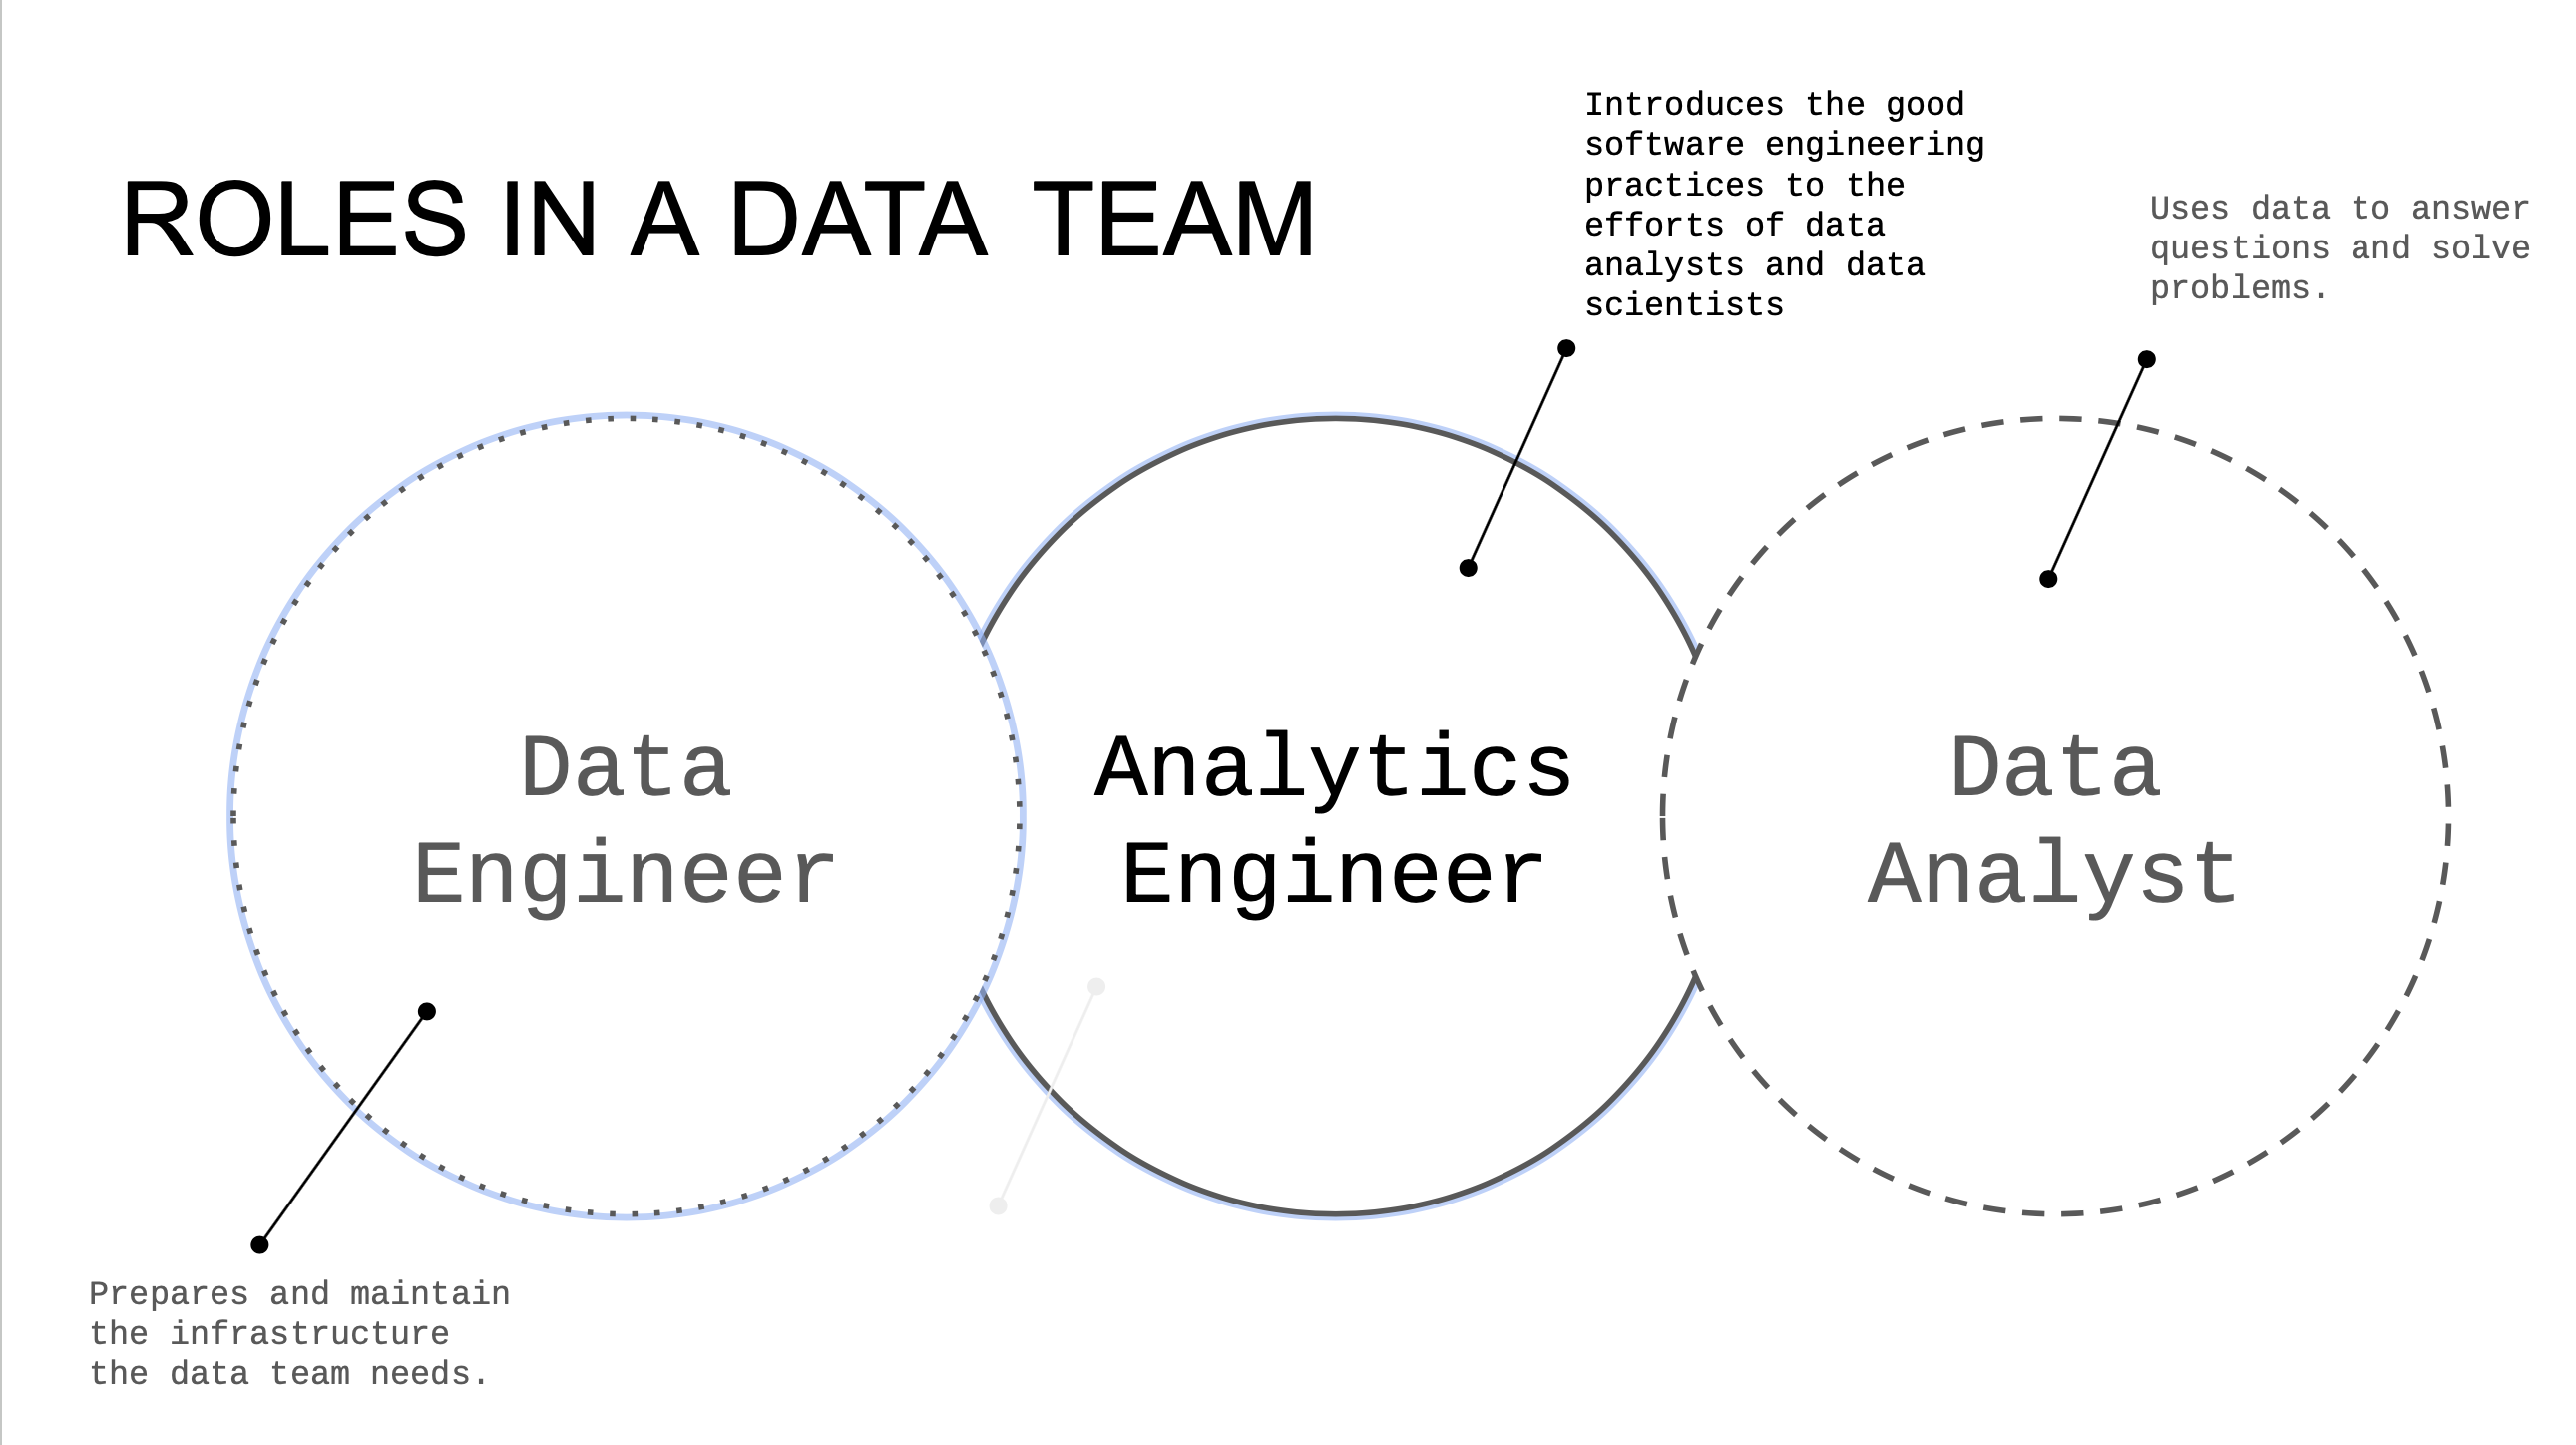 ROLES IN A DATA TEAM
Introduces the good
software engineering
practices to the
efforts of data
analysts and data
scientists
Uses data to answer
questions and solve
problems.
Data
Engineer
Analytics
Engineer
Data
Analyst
Prepares and maintain
the infrastructure
the data team needs.